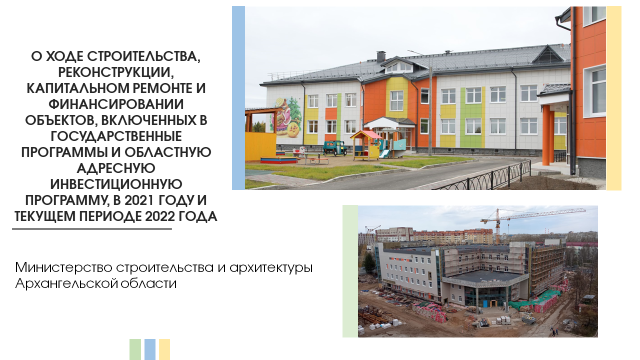 О ХОДЕ СТРОИТЕЛЬСТВА,
РЕКОНСТРУКЦИИ,
КАПИТАЛЬНОМ РЕМОНТЕ И
ФИНАНСИРОВАНИИ
ОБЪЕКТОВ, ВКЛЮЧЕННЫХ В
ГОСУДАРСТВЕННЫЕ
ПРОГРАММЫ И ОБЛАСТНУЮ
АДРЕСНУЮ
ИНВЕСТИЦИОННУЮ
ПРОГРАММУ, В 2021 ГОДУ И
ТЕКУЩЕМ ПЕРИОДЕ 2022 ГОДА
Министерство строительства и архитектуры
Архангельской области